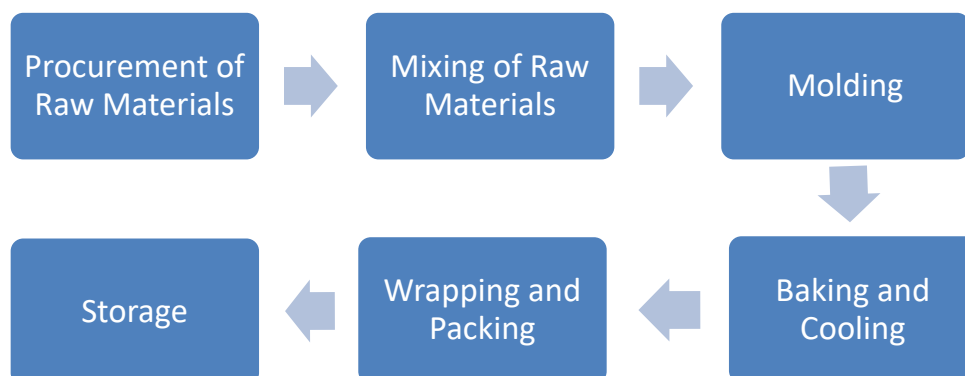 Procurement of
Raw Materials
Mixing of Raw
Materials
Molding
Baking and
Cooling
Wrapping and
Packing
Storage